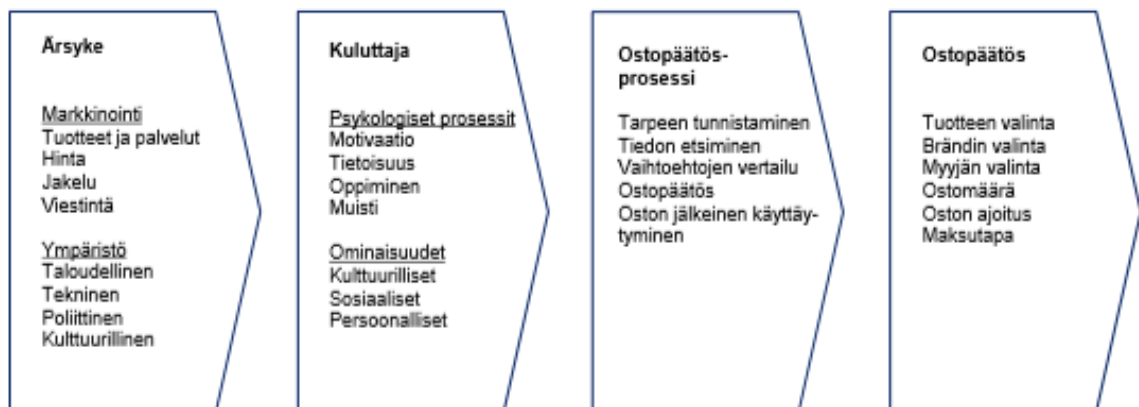 Ärsyke
Markkinointi
Tuotteet ja palvelut
Hinta
Jakelu
Viestintä
Ympäristö
Taloudellinen
Tekninen
Poliittinen
Kulttuurillinen
Kuluttaja
Psykologiset prosessit
Motivaatio
Tietoisuus
Oppiminen
Muisti
Ominaisuudet
Kulttuurilliset
Sosiaaliset
Persoonalliset
Ostopäätös-
prosessi
Tarpeen tunnistaminen
Tiedon etsiminen
Vaihtoehtojen vertailu
Ostopäätös
Oston jälkeinen käyttäy-
tyminen
Ostopäätös
Tuotteen valinta
Brändin valinta
Myyjän valinta
Ostomäärä
Oston ajoitus
Maksutapa